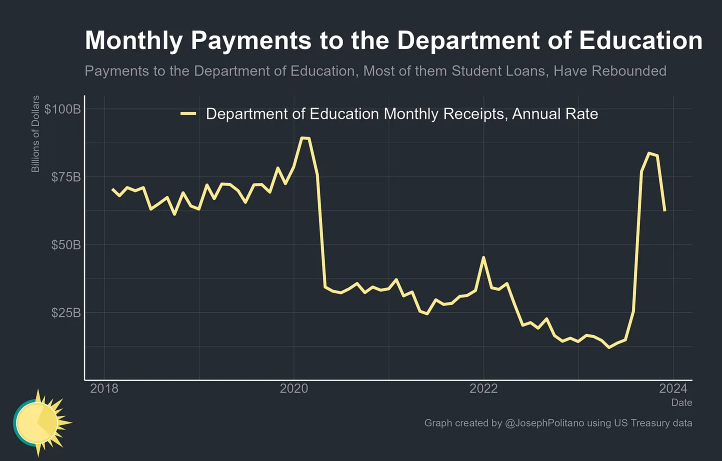 Monthly Payments to the Department of Education
Payments to the Department of Education, Most of them Student Loans, Have Rebounded
Billions of Dollars
$100B
$75B
$50B
$25B
Department of Education Monthly Receipts, Annual Rate
2018
2020
2022
2024
Date
Graph created by @JosephPolitano using US Treasury data